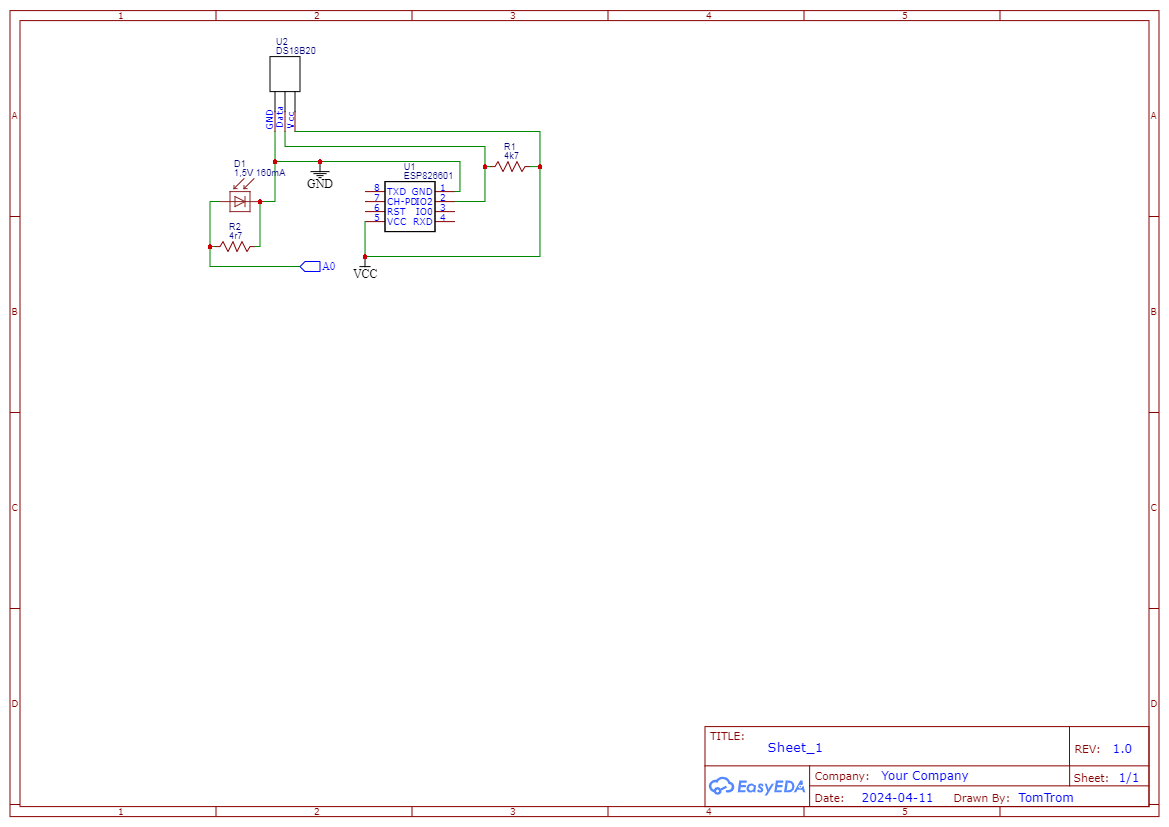 1 2 3 4 5
U2
DS18B20
GND
Data
Vcc
A A
R1
4k7
D1
1,5V 160mA
GND
U1
ESP826601
8 TXD GND 1
7 CH-PD IO2 2
6 RST IO0 3
5 VCC RXD 4
R2
4r7
A0
VCC
B B
C C
D D
TITLE:
Sheet_1
REV: 1.0
EasyEDA
Company: Your Company
Sheet: 1/1
Date: 2024-04-11 Drawn By: TomTrom
1 2 3 4 5